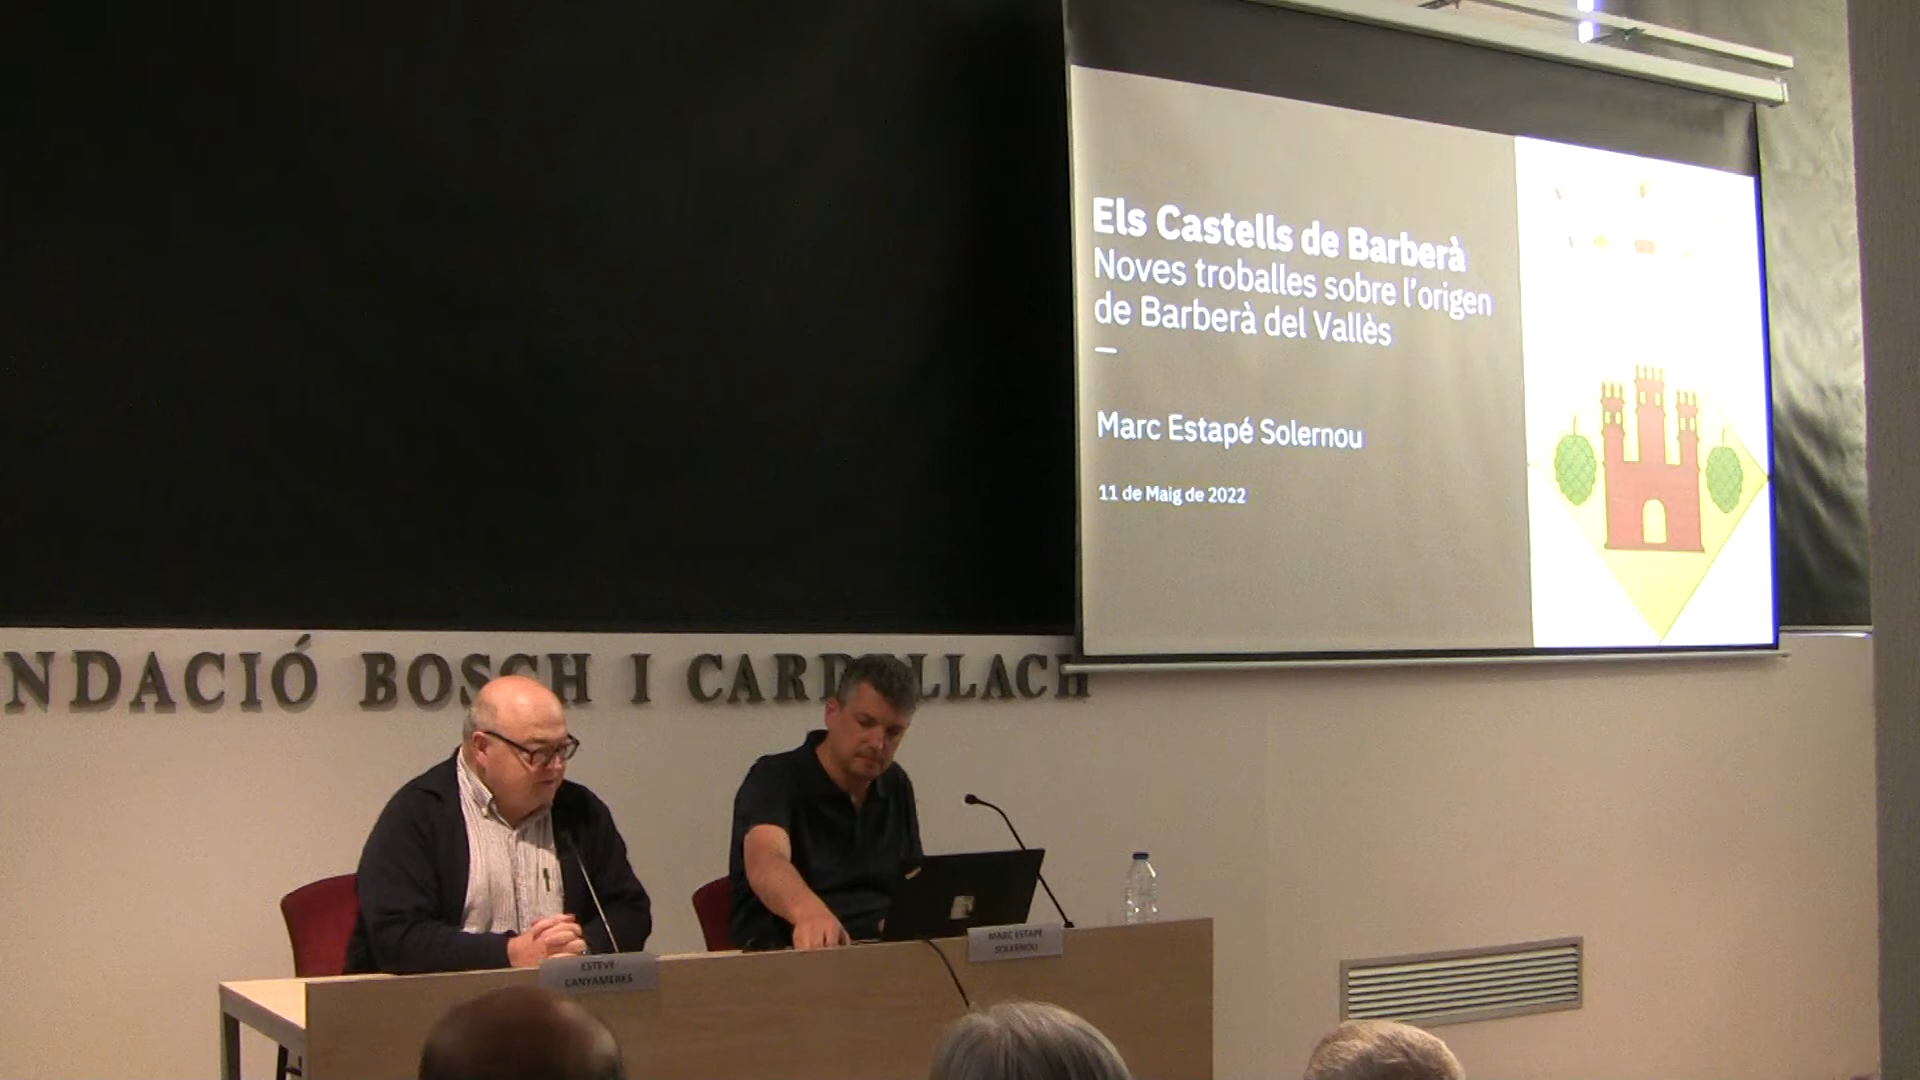 Els Castells de Barberà
Noves troballes sobre l'origen
de Barberà del Vallès
Marc Estapé Solernou
11 de Maig de 2022
NDACIÓ BOSCH I CARDELLACH
ESTEVE
CANYAMERES
MARC ESTAPÉ
SOLERNOU